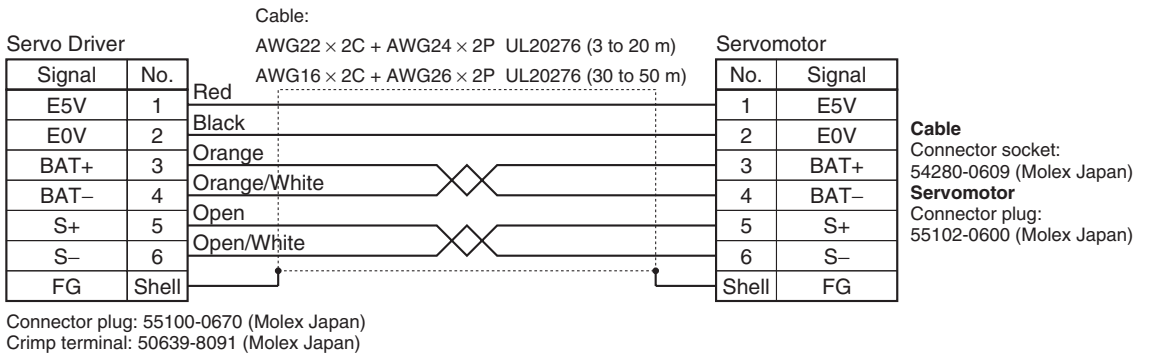 Cable:
Servo Driver
AWG22 × 2C + AWG24 × 2P UL20276 (3 to 20 m)
Servomotor
Signal No.
AWG16 × 2C + AWG26 × 2P UL20276 (30 to 50 m)
No. Signal
Red
E5V 1
1 E5V
Black
E0V 2
2 E0V
Orange
BAT+ 3
3 BAT+
Orange/White
BAT− 4
4 BAT−
Open
S+ 5
5 S+
Open/White
S− 6
6 S−
FG Shell
Shell FG
Cable
Connector socket:
54280-0609 (Molex Japan)
Servomotor
Connector plug:
55102-0600 (Molex Japan)
Connector plug: 55100-0670 (Molex Japan)
Crimp terminal: 50639-8091 (Molex Japan)